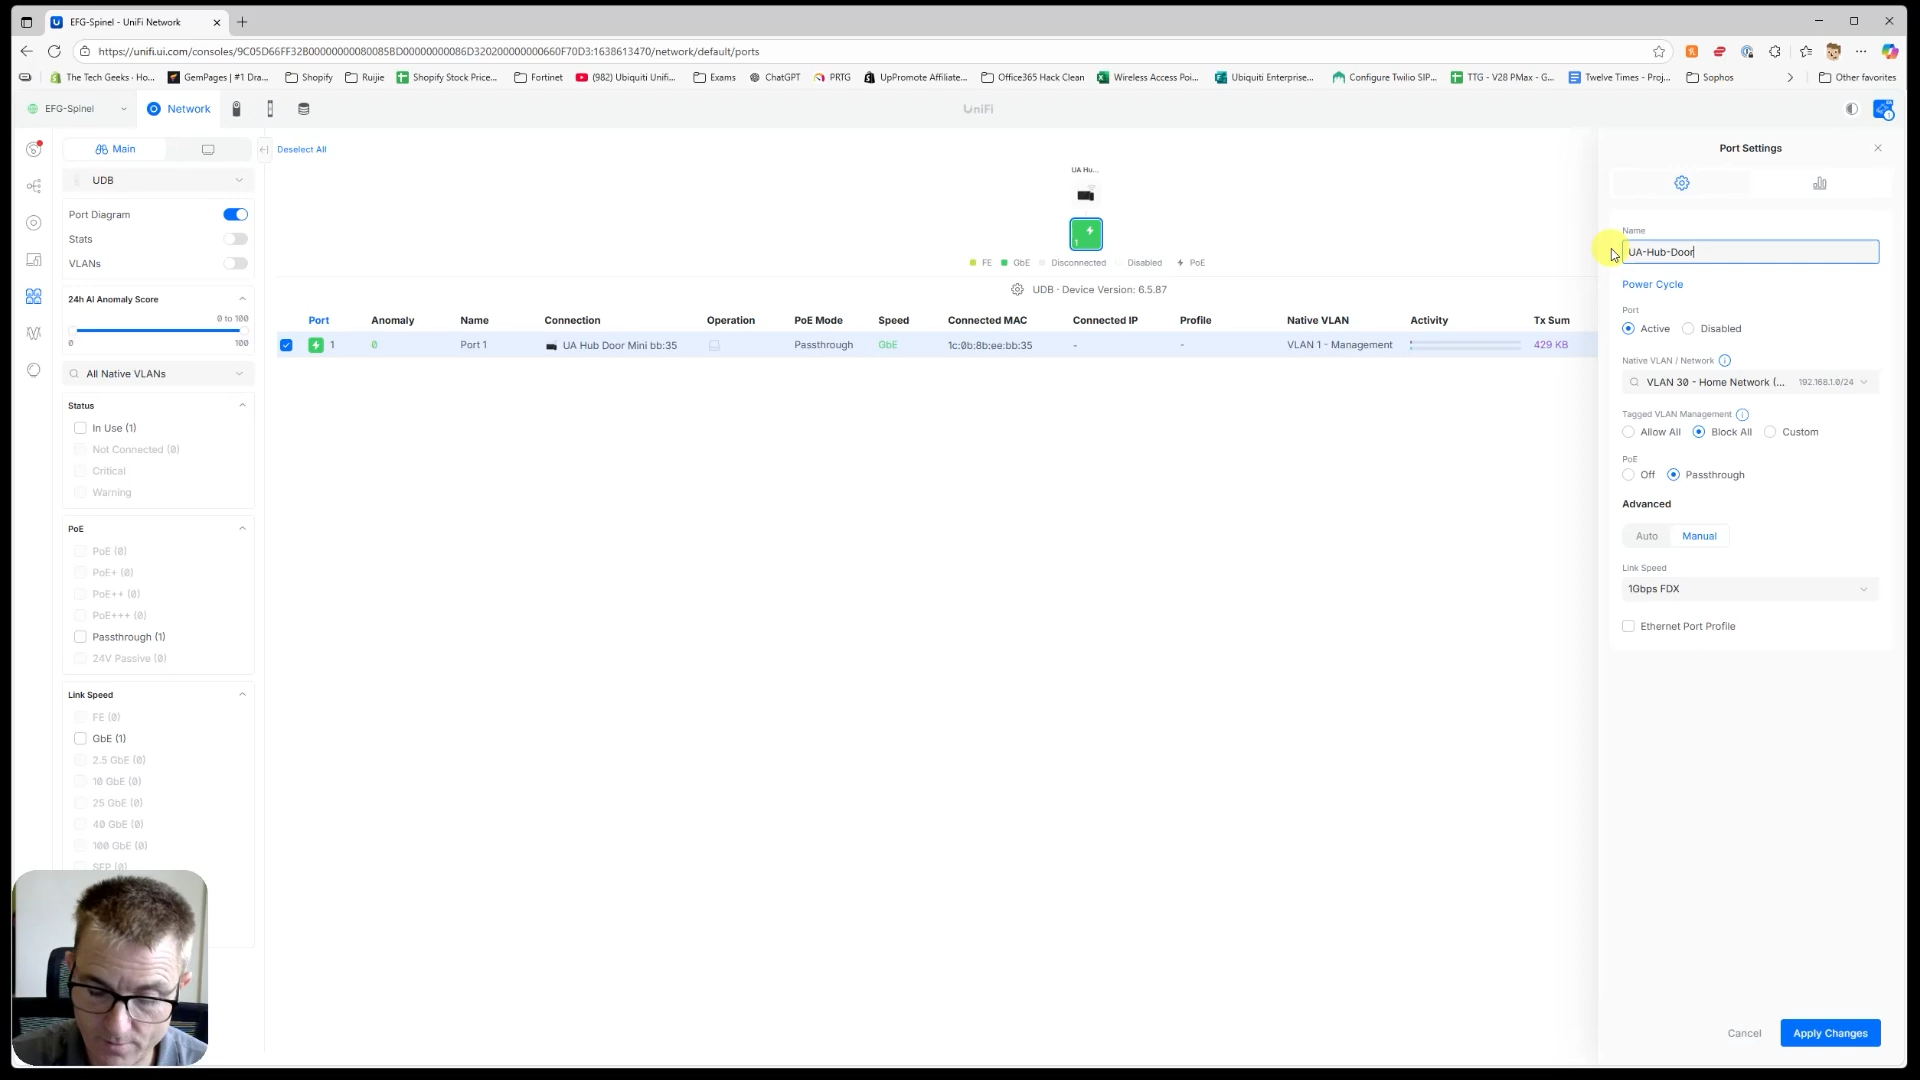 EFG-Spinel - UniFi Network
https://unifi.ui.com/consoles/9C05D66FF32B00000000080085BD00000000086D320200000000660F70D3:1638613470/network/default/ports
The Tech Geeks - Ho...
GemPages | #1 Dra...
Shopify
Ruijie
Shopify Stock Price...
Fortinet
(982) Ubiquiti Unifi...
Exams
ChatGPT
PRTG
UpPromote Affiliate...
Office365 Hack Clean
Wireless Access Poi...
Ubiquiti Enterprise...
Configure Twilio SIP...
TTG - V28 PMax - G...
Twelve Times - Proj...
Sophos
Other favorites
EFG-Spinel
Network
UniFi
Main
Deselect All
Port Settings
UDB
UA Hu...
Port Diagram
Stats
VLANs
1
FE GbE Disconnected Disabled PoE
UDB · Device Version: 6.5.87
24h AI Anomaly Score
0 to 100
0 100
Port Anomaly Name Connection Operation PoE Mode Speed Connected MAC Connected IP Profile Native VLAN Activity Tx Sum
1 0 Port 1 UA Hub Door Mini bb:35 Passthrough GbE 1c:0b:8b:ee:bb:35 - - VLAN 1 - Management 429 KB
All Native VLANs
Status
In Use (1)
Not Connected (0)
Critical
Warning
PoE
PoE (0)
PoE+ (0)
PoE++ (0)
PoE+++ (0)
Passthrough (1)
24V Passive (0)
Link Speed
FE (0)
GbE (1)
2.5 GbE (0)
10 GbE (0)
25 GbE (0)
40 GbE (0)
100 GbE (0)
SFP (0)
Name
UA-Hub-Door
Power Cycle
Port
Active Disabled
Native VLAN / Network
VLAN 30 - Home Network (... 192.168.1.0/24
Tagged VLAN Management
Allow All Block All Custom
PoE
Off Passthrough
Advanced
Auto Manual
Link Speed
1Gbps FDX
Ethernet Port Profile
Cancel Apply Changes